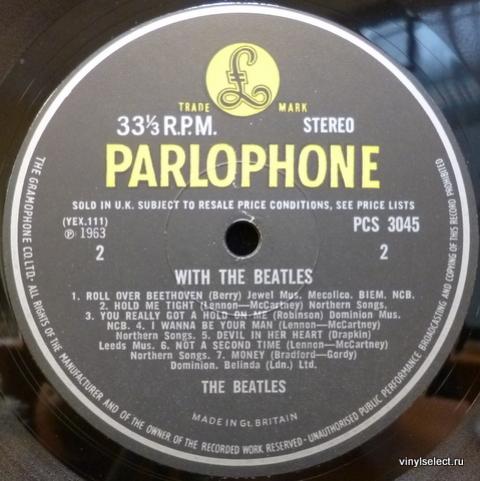 £
TRADE MARK
33⅓ R.P.M. STEREO
PARLOPHONE
SOLD IN U.K. SUBJECT TO RESALE PRICE CONDITIONS, SEE PRICE LISTS
(YEX.111) PCS 3045
℗ 1963
2 2
WITH THE BEATLES
1. ROLL OVER BEETHOVEN (Berry) Jewel Mus. Mecolico. BIEM. NCB.
2. HOLD ME TIGHT (Lennon—McCartney) Northern Songs.
3. YOU REALLY GOT A HOLD ON ME (Robinson) Dominion Mus.
NCB. 4. I WANNA BE YOUR MAN (Lennon—McCartney)
Northern Songs. 5. DEVIL IN HER HEART (Drapkin)
Leeds Mus. 6. NOT A SECOND TIME (Lennon—McCartney)
Northern Songs. 7. MONEY (Bradford—Gordy)
Dominion. Belinda (Ldn.) Ltd.
THE BEATLES
MADE IN Gt. BRITAIN
THE GRAMOPHONE CO. LTD. · ALL RIGHTS OF THE MANUFACTURER AND OF THE OWNER OF THE RECORDED WORK RESERVED · UNAUTHORISED PUBLIC PERFORMANCE BROADCASTING AND COPYING OF THIS RECORD PROHIBITED
vinylselect.ru